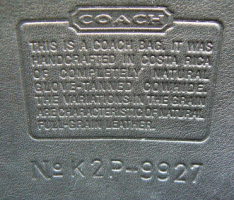 COACH
THIS IS A COACH BAG. IT WAS
HANDCRAFTED IN COSTA RICA
OF COMPLETELY NATURAL
GLOVE-TANNED COWHIDE.
THE VARIATIONS IN THE GRAIN
ARE CHARACTERISTIC OF NATURAL
FULL-GRAIN LEATHER.
No K2P-9927